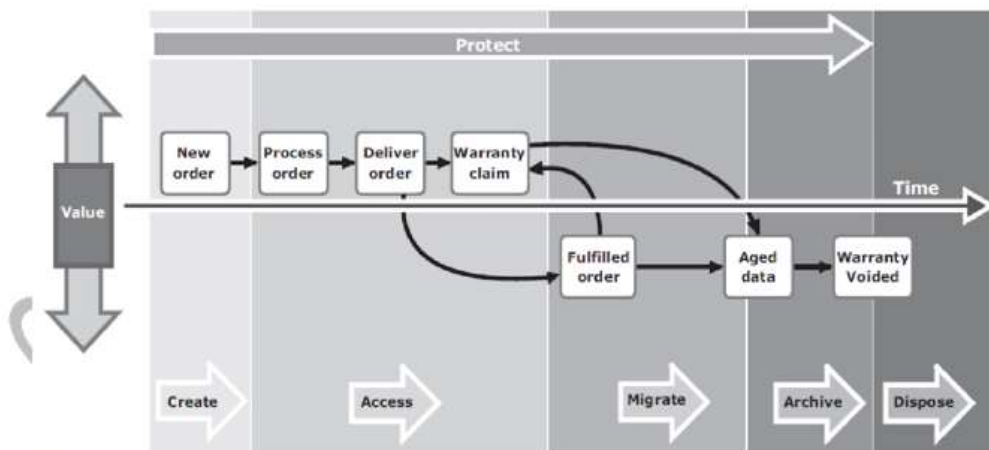 Protect
New
order
Process
order
Deliver
order
Warranty
claim
Time
Value
Fulfilled
order
Aged
data
Warranty
Voided
Create
Access
Migrate
Archive
Dispose